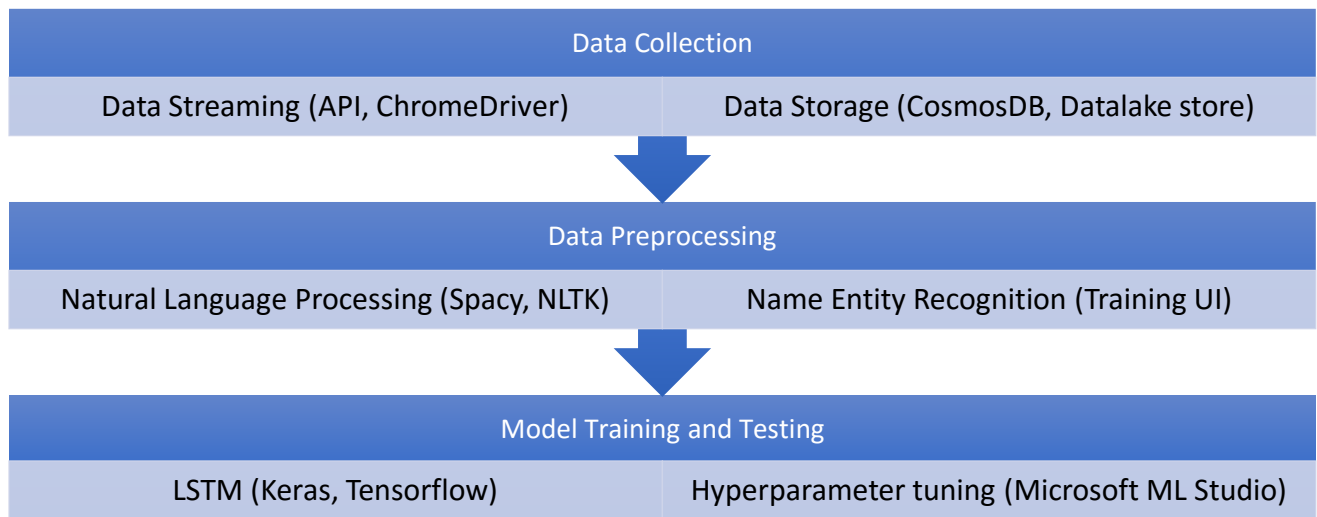 Data Collection
Data Streaming (API, ChromeDriver)
Data Storage (CosmosDB, Datalake store)
Data Preprocessing
Natural Language Processing (Spacy, NLTK)
Name Entity Recognition (Training UI)
Model Training and Testing
LSTM (Keras, Tensorflow)
Hyperparameter tuning (Microsoft ML Studio)